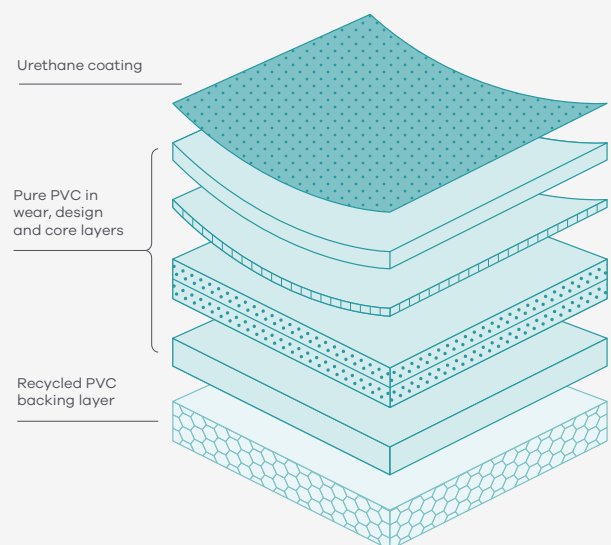 Urethane coating
Pure PVC in
wear, design
and core layers
Recycled PVC
backing layer